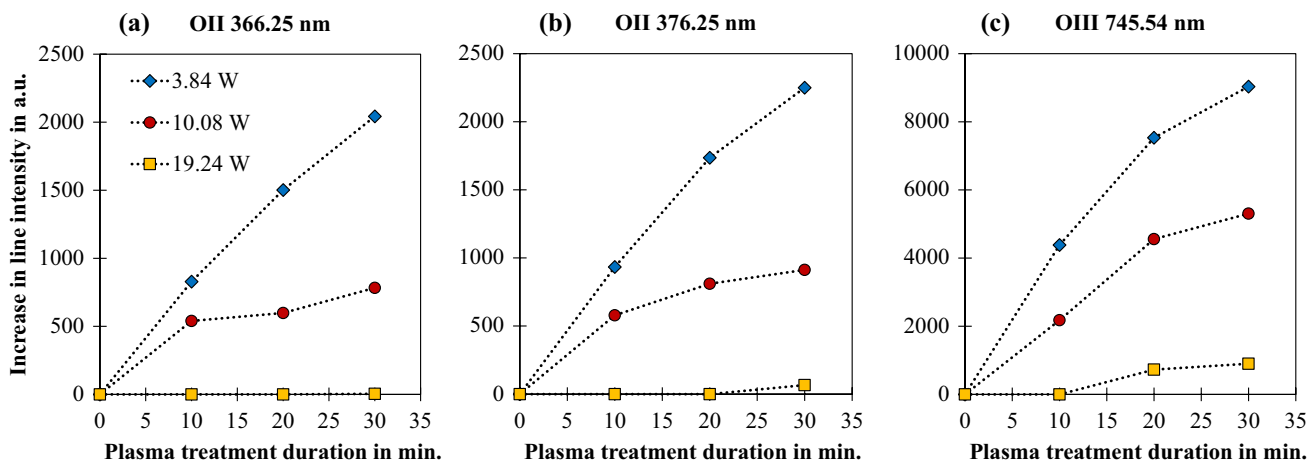 (a) OII 366.25 nm
(b) OII 376.25 nm
(c) OIII 745.54 nm
Increase in line intensity in a.u.
2500
2000
1500
1000
500
0
3.84 W
10.08 W
19.24 W
0 5 10 15 20 25 30 35
Plasma treatment duration in min.
2500
2000
1500
1000
500
0
0 5 10 15 20 25 30 35
Plasma treatment duration in min.
10000
8000
6000
4000
2000
0
0 5 10 15 20 25 30 35
Plasma treatment duration in min.